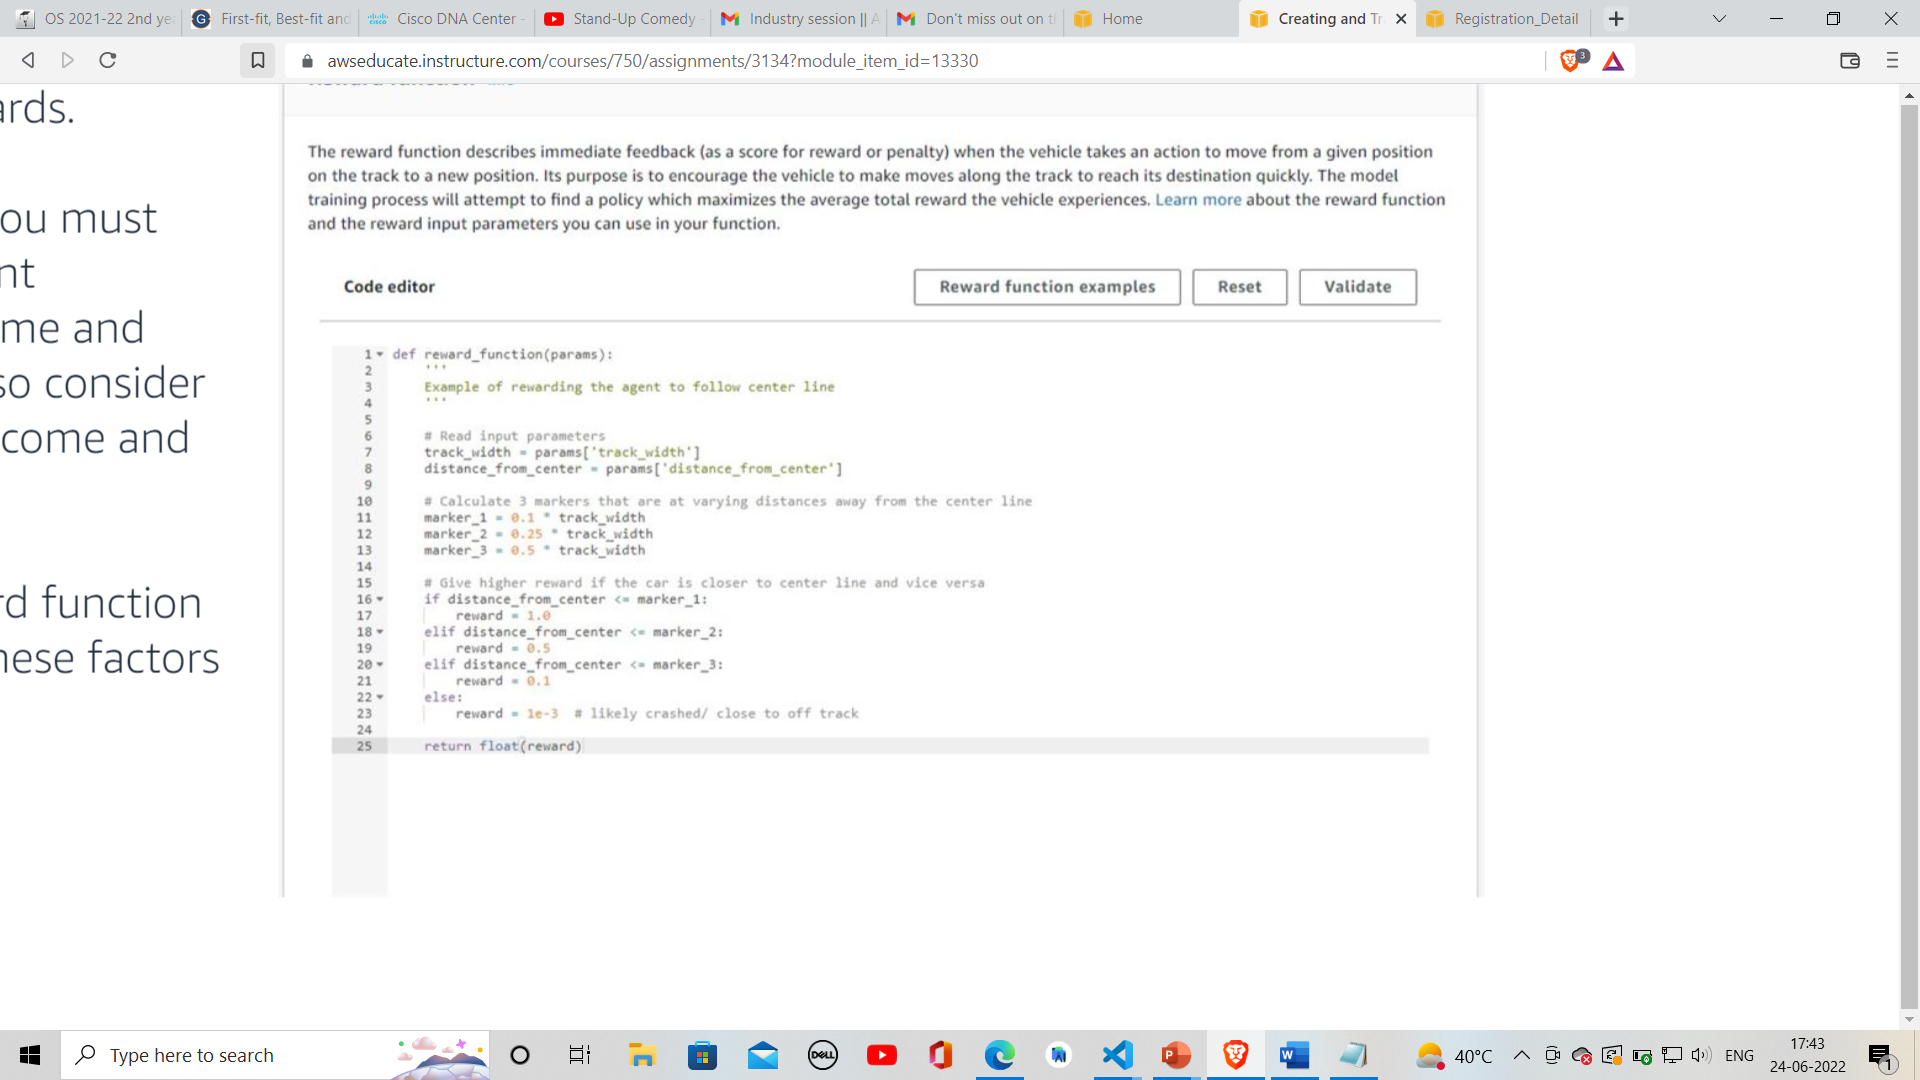 OS 2021-22 2nd ye
First-fit, Best-fit and
Cisco DNA Center -
Stand-Up Comedy -
Industry session || A
Don't miss out on t
Home
Creating and Tr
Registration_Detail
awseducate.instructure.com/courses/750/assignments/3134?module_item_id=13330
3
ards.
ou must
nt
me and
so consider
come and
rd function
hese factors
The reward function describes immediate feedback (as a score for reward or penalty) when the vehicle takes an action to move from a given position
on the track to a new position. Its purpose is to encourage the vehicle to make moves along the track to reach its destination quickly. The model
training process will attempt to find a policy which maximizes the average total reward the vehicle experiences. Learn more about the reward function
and the reward input parameters you can use in your function.
Code editor
Reward function examples
Reset
Validate
1 def reward_function(params):
2 '''
3 Example of rewarding the agent to follow center line
4 '''
5
6 # Read input parameters
7 track_width = params['track_width']
8 distance_from_center = params['distance_from_center']
9
10 # Calculate 3 markers that are at varying distances away from the center line
11 marker_1 = 0.1 * track_width
12 marker_2 = 0.25 * track_width
13 marker_3 = 0.5 * track_width
14
15 # Give higher reward if the car is closer to center line and vice versa
16 if distance_from_center <= marker_1:
17 reward = 1.0
18 elif distance_from_center <= marker_2:
19 reward = 0.5
20 elif distance_from_center <= marker_3:
21 reward = 0.1
22 else:
23 reward = 1e-3 # likely crashed/ close to off track
24
25 return float(reward)
Type here to search
DELL
40°C
ENG
17:43
24-06-2022
1